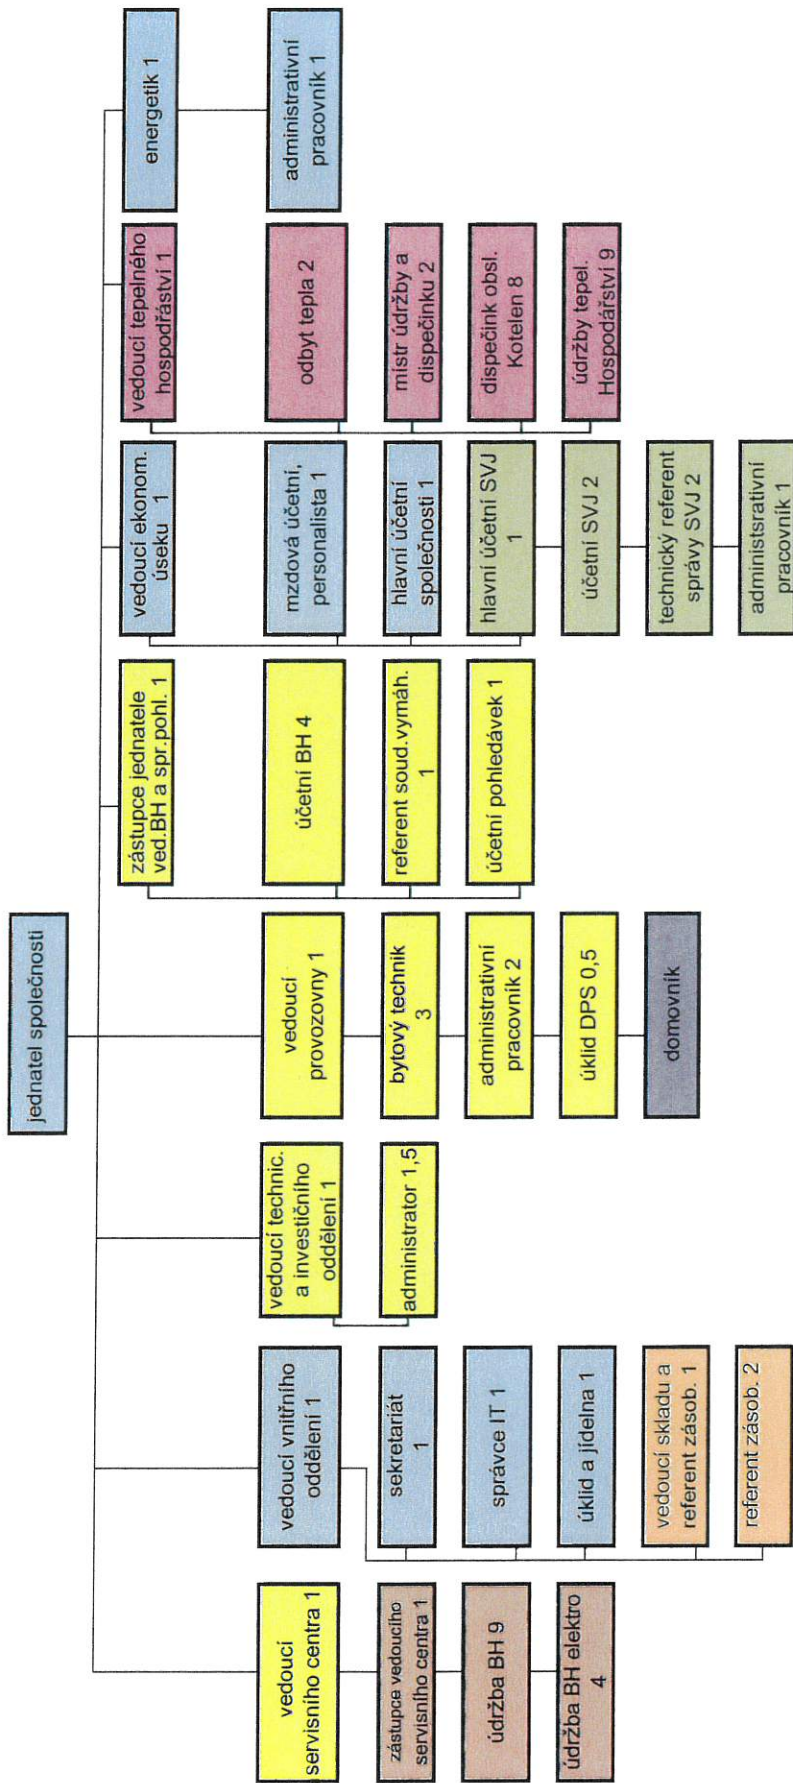 jednatel společnosti
vedoucí
servisního centra 1
zástupce vedoucího
servisního centra 1
údržba BH 9
údržba BH elektro
4
vedoucí vnitřního
oddělení 1
sekretariát
1
správce IT 1
úklid a jídelna 1
vedoucí skladu a
referent zásob. 1
referent zásob. 2
vedoucí technic.
a investičního
oddělení 1
administrator 1,5
vedoucí
provozovny 1
bytový technik
3
administrativní
pracovník 2
úklid DPS 0,5
domovník
zástupce jednatele
ved.BH a spr.pohl. 1
účetní BH 4
referent soud.vymáh.
1
účetní pohledávek 1
vedoucí ekonom.
úseku 1
mzdová účetní,
personalista 1
hlavní účetní
společnosti 1
hlavní účetní SVJ
1
účetní SVJ 2
technický referent
správy SVJ 2
administsrativní
pracovník 1
vedoucí tepelného
hospodřáství 1
odbyt tepla 2
mistr údržby a
dispečinku 2
dispečink obsl.
Kotelen 8
údržby tepel.
Hospodářství 9
energetik 1
administrativní
pracovník 1